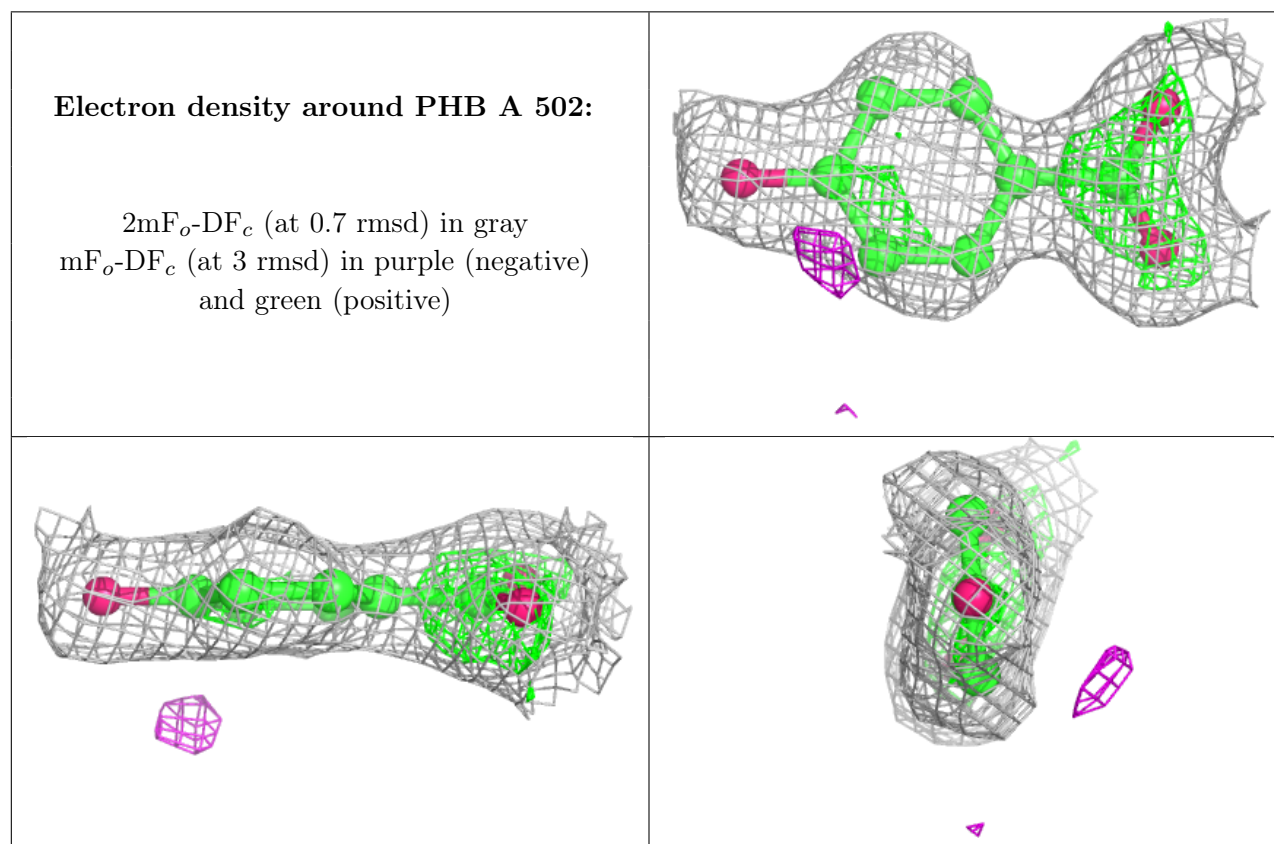 Electron density around PHB A 502:
2mFo-DFc (at 0.7 rmsd) in gray
mFo-DFc (at 3 rmsd) in purple (negative)
and green (positive)